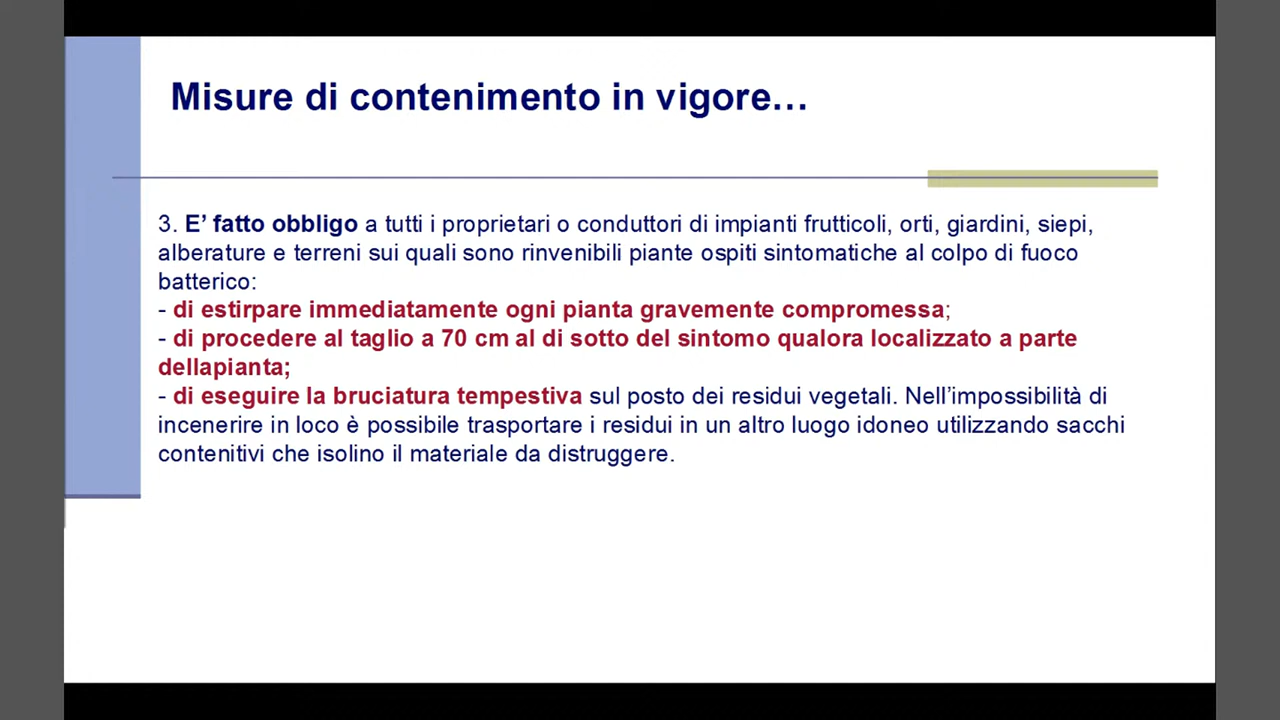 Misure di contenimento in vigore…
3. E’ fatto obbligo a tutti i proprietari o conduttori di impianti frutticoli, orti, giardini, siepi,
alberature e terreni sui quali sono rinvenibili piante ospiti sintomatiche al colpo di fuoco
batterico:
- di estirpare immediatamente ogni pianta gravemente compromessa;
- di procedere al taglio a 70 cm al di sotto del sintomo qualora localizzato a parte
dellapianta;
- di eseguire la bruciatura tempestiva sul posto dei residui vegetali. Nell’impossibilità di
incenerire in loco è possibile trasportare i residui in un altro luogo idoneo utilizzando sacchi
contenitivi che isolino il materiale da distruggere.